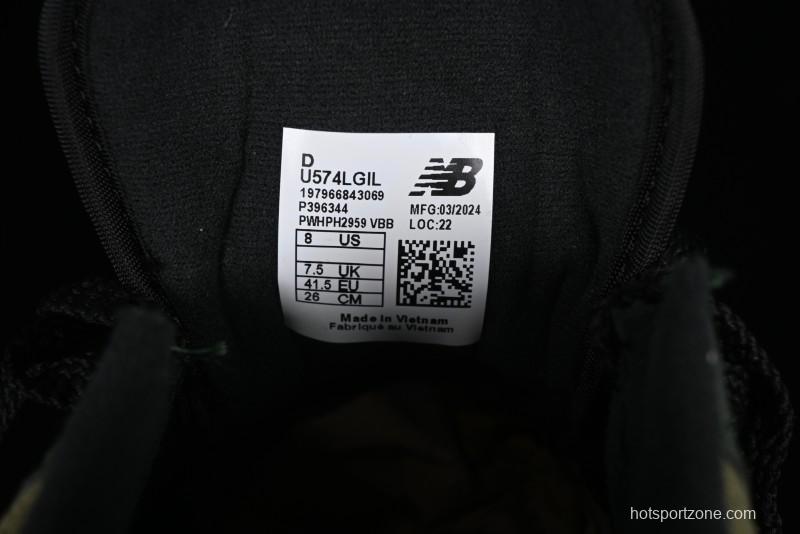 D
U574LGIL
197966843069
P396344
PWHPH2959 VBB
NB
MFG:03/2024
LOC:22
8 US
7.5 UK
41.5 EU
26 CM
Made in Vietnam
Fabriqué au Vietnam
hotsportzone.com